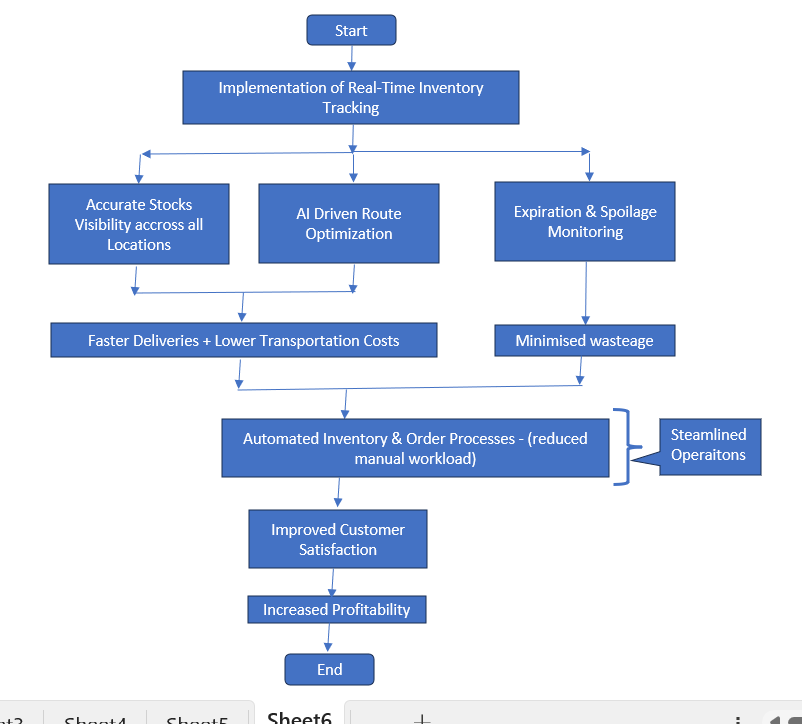 Start
Implementation of Real-Time Inventory
Tracking
Accurate Stocks
Visibility accross all
Locations
AI Driven Route
Optimization
Expiration & Spoilage
Monitoring
Faster Deliveries + Lower Transportation Costs
Minimised wasteage
Automated Inventory & Order Processes - (reduced
manual workload)
Streamlined
Operaitons
Improved Customer
Satisfaction
Increased Profitability
End
Sheet4
Sheet5
Sheet6